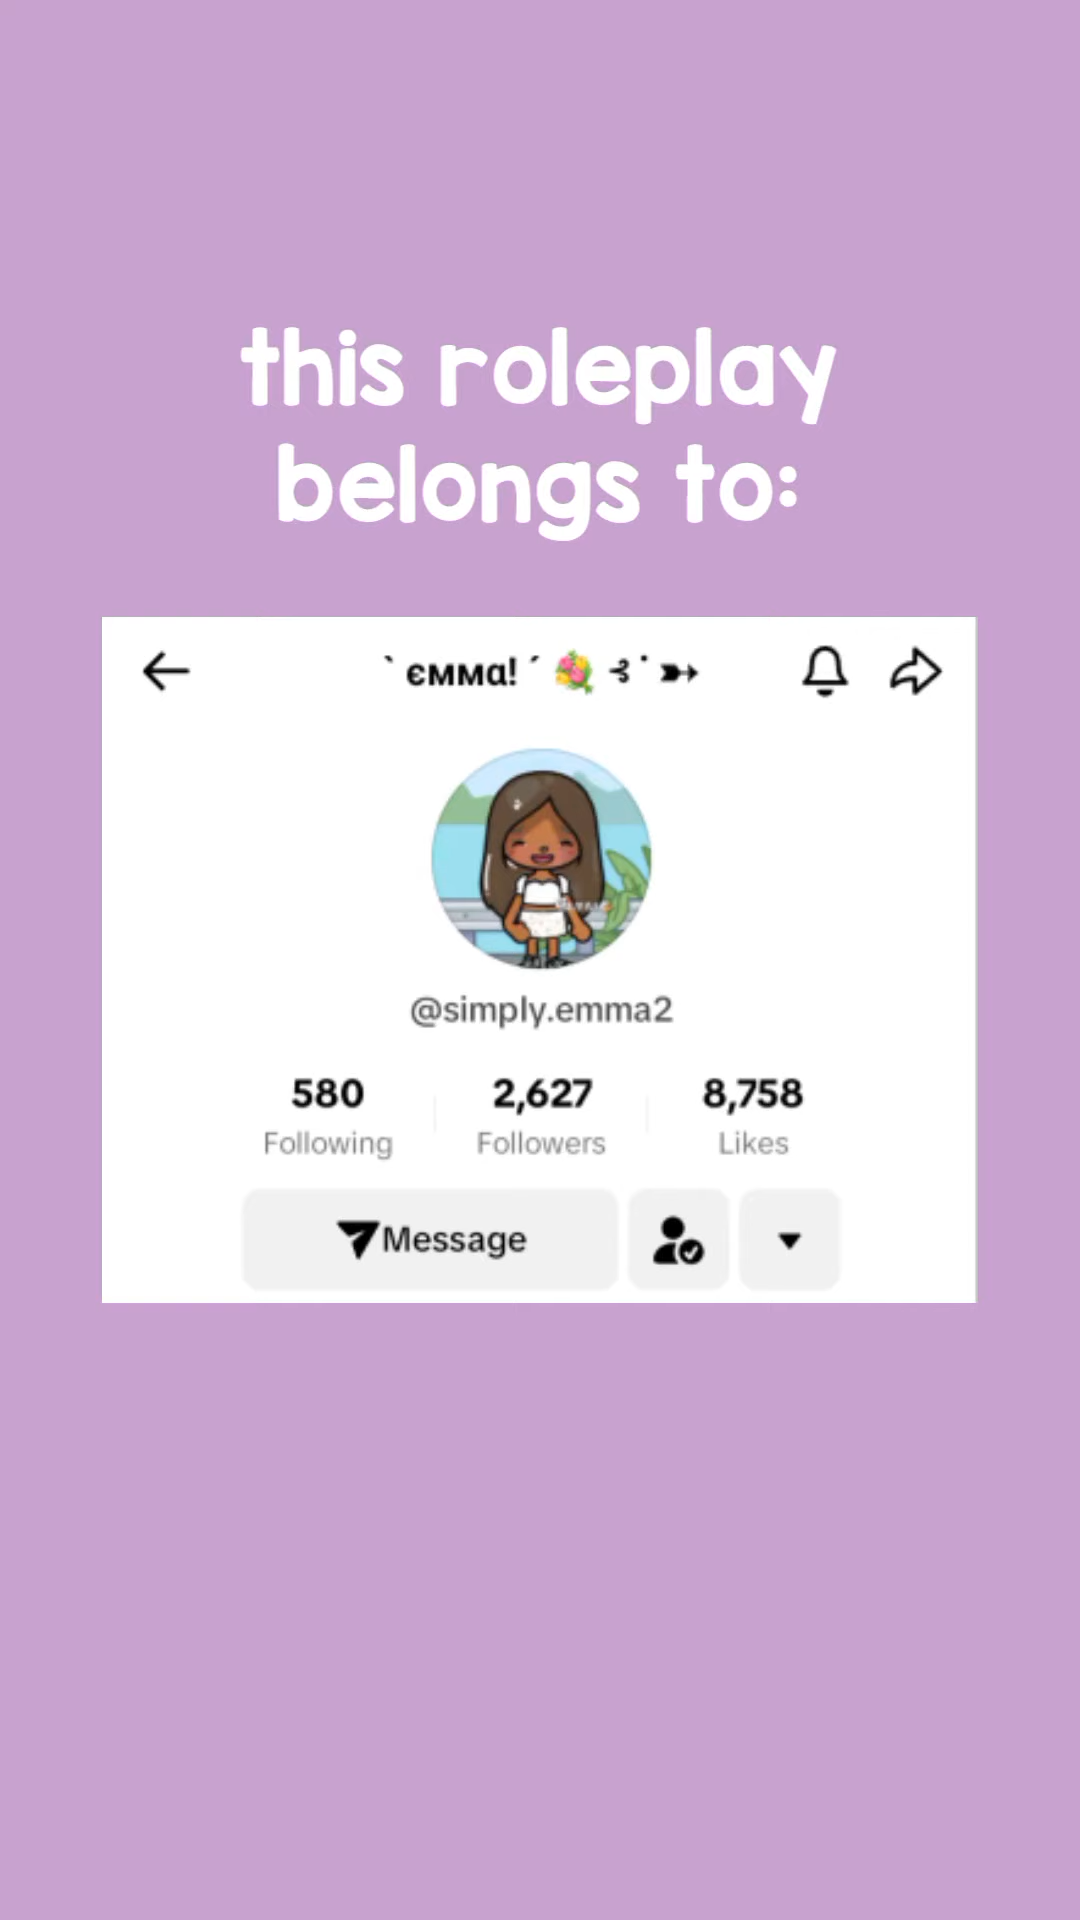 this roleplay
belongs to:
` ємма! ´ 💐 ⊰ ˙ ➽
@simply.emma2
580 2,627 8,758
Following Followers Likes
Message